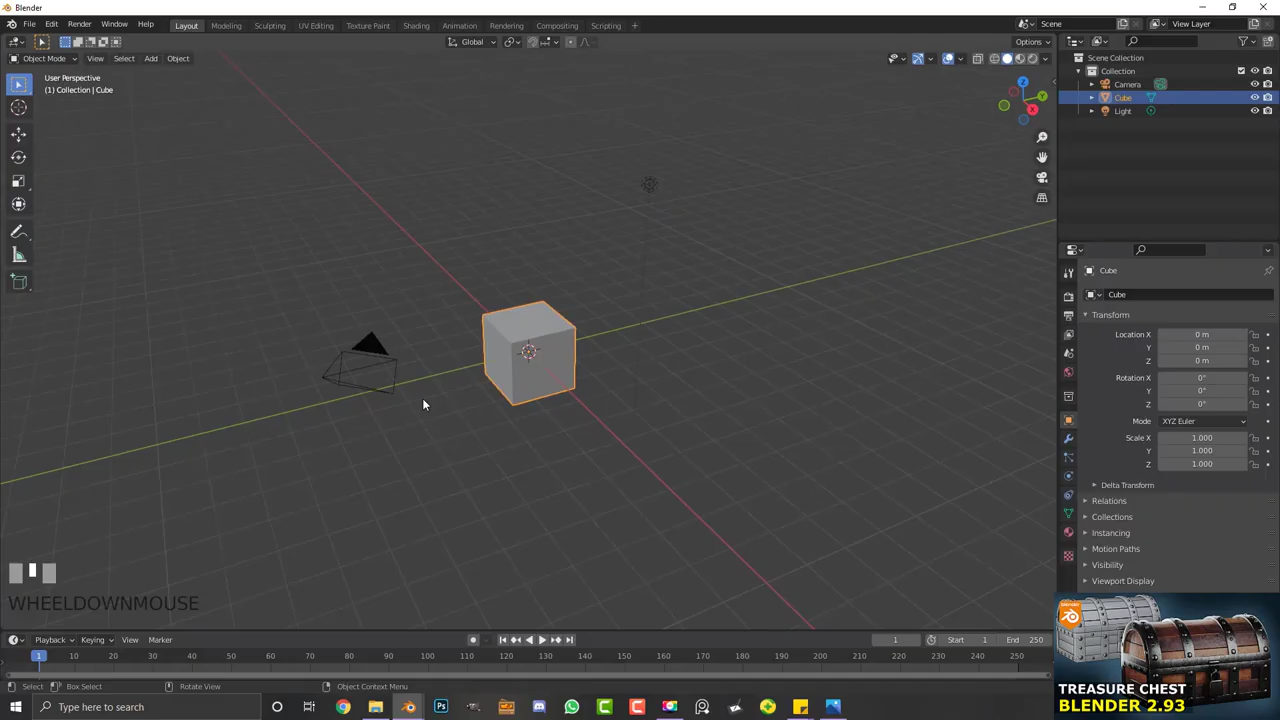 Blender
File Edit Render Window Help Layout Modeling Sculpting UV Editing Texture Paint Shading Animation Rendering Compositing Scripting + Scene View Layer
Global Options
Object Mode View Select Add Object
User Perspective
(1) Collection | Cube
Z
Y
X
Scene Collection
Collection
Camera
Cube
Light
Cube
Cube
Transform
Location X 0 m
Y 0 m
Z 0 m
Rotation X 0°
Y 0°
Z 0°
Mode XYZ Euler
Scale X 1.000
Y 1.000
Z 1.000
Delta Transform
Relations
Collections
Instancing
Motion Paths
Visibility
Viewport Display
WHEELDOWNMOUSE
Playback Keying View Marker 1 Start 1 End 250
1 10 20 30 40 50 60 70 80 90 100 110 120 130 140 150 160 170 180 190 200 210 220 230 240 250
Select Box Select Rotate View Object Context Menu
TREASURE CHEST
BLENDER 2.93
Type here to search